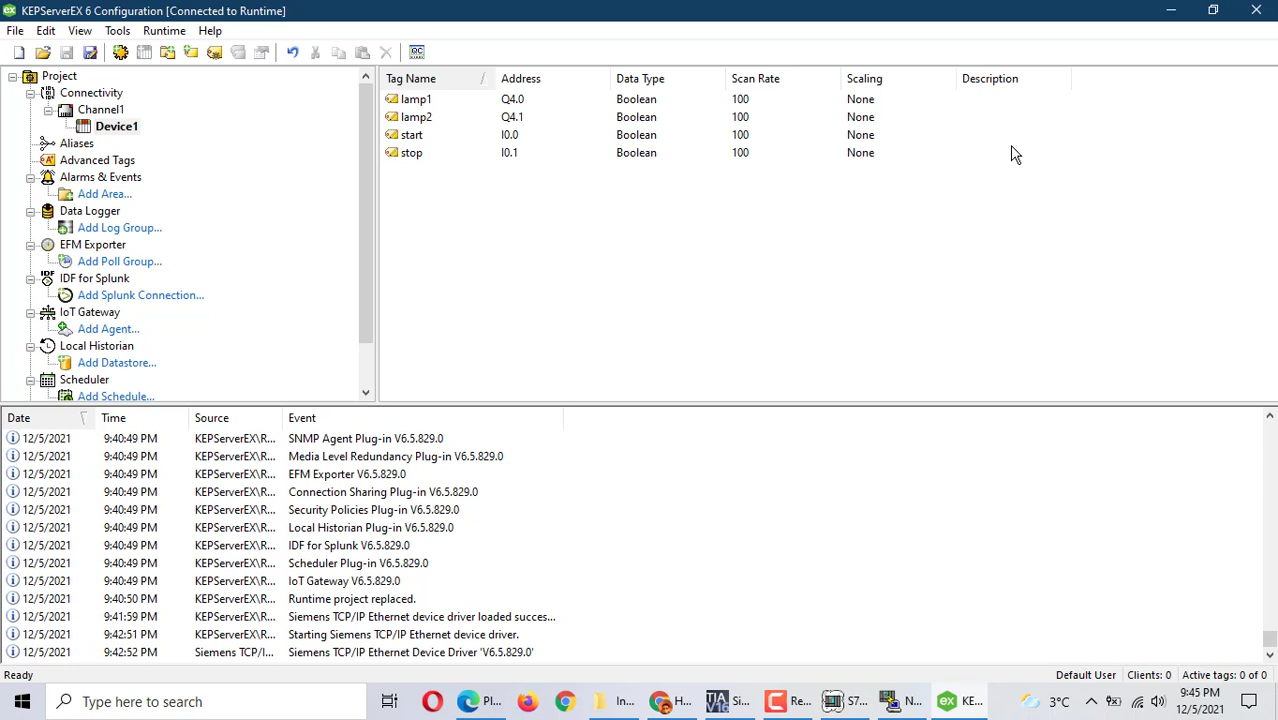 KEPServerEX 6 Configuration [Connected to Runtime]
File Edit View Tools Runtime Help
Project
Connectivity
Channel1
Device1
Aliases
Advanced Tags
Alarms & Events
Add Area...
Data Logger
Add Log Group...
EFM Exporter
Add Poll Group...
IDF for Splunk
Add Splunk Connection...
IoT Gateway
Add Agent...
Local Historian
Add Datastore...
Scheduler
Add Schedule...
Tag Name Address Data Type Scan Rate Scaling Description
lamp1 Q4.0 Boolean 100 None
lamp2 Q4.1 Boolean 100 None
start I0.0 Boolean 100 None
stop I0.1 Boolean 100 None
Date Time Source Event
12/5/2021 9:40:49 PM KEPServerEX\R... SNMP Agent Plug-in V6.5.829.0
12/5/2021 9:40:49 PM KEPServerEX\R... Media Level Redundancy Plug-in V6.5.829.0
12/5/2021 9:40:49 PM KEPServerEX\R... EFM Exporter V6.5.829.0
12/5/2021 9:40:49 PM KEPServerEX\R... Connection Sharing Plug-in V6.5.829.0
12/5/2021 9:40:49 PM KEPServerEX\R... Security Policies Plug-in V6.5.829.0
12/5/2021 9:40:49 PM KEPServerEX\R... Local Historian Plug-in V6.5.829.0
12/5/2021 9:40:49 PM KEPServerEX\R... IDF for Splunk V6.5.829.0
12/5/2021 9:40:49 PM KEPServerEX\R... Scheduler Plug-in V6.5.829.0
12/5/2021 9:40:49 PM KEPServerEX\R... IoT Gateway V6.5.829.0
12/5/2021 9:40:50 PM KEPServerEX\R... Runtime project replaced.
12/5/2021 9:41:59 PM KEPServerEX\R... Siemens TCP/IP Ethernet device driver loaded succes...
12/5/2021 9:42:51 PM KEPServerEX\R... Starting Siemens TCP/IP Ethernet device driver.
12/5/2021 9:42:52 PM Siemens TCP/I... Siemens TCP/IP Ethernet Device Driver 'V6.5.829.0'
Ready Default User Clients: 0 Active tags: 0 of 0
Type here to search Pl... In... H... Si... Re... S7... N... KE... 3°C 9:45 PM
12/5/2021